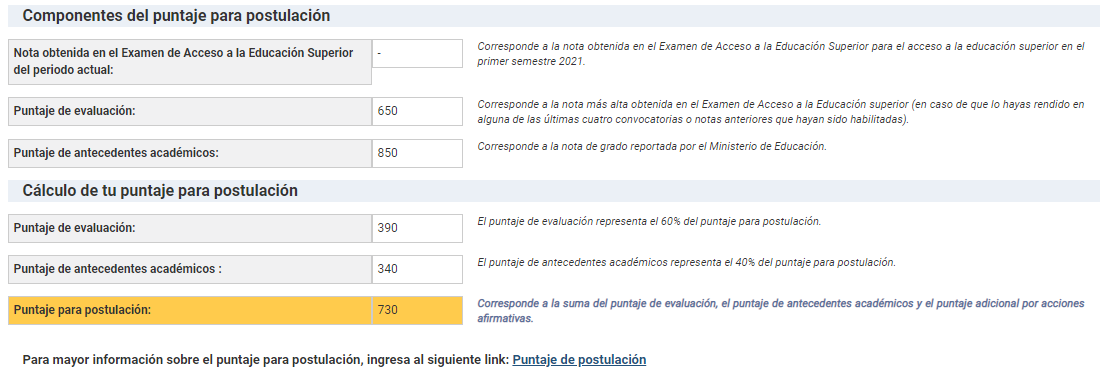 Componentes del puntaje para postulación
Nota obtenida en el Examen de Acceso a la Educación Superior
del periodo actual:
-
Corresponde a la nota obtenida en el Examen de Acceso a la Educación Superior para el acceso a la educación superior en el
primer semestre 2021.
Puntaje de evaluación:
650
Corresponde a la nota más alta obtenida en el Examen de Acceso a la Educación superior (en caso de que lo hayas rendido en
alguna de las últimas cuatro convocatorias o notas anteriores que hayan sido habilitadas).
Puntaje de antecedentes académicos:
850
Corresponde a la nota de grado reportada por el Ministerio de Educación.
Cálculo de tu puntaje para postulación
Puntaje de evaluación:
390
El puntaje de evaluación representa el 60% del puntaje para postulación.
Puntaje de antecedentes académicos :
340
El puntaje de antecedentes académicos representa el 40% del puntaje para postulación.
Puntaje para postulación:
730
Corresponde a la suma del puntaje de evaluación, el puntaje de antecedentes académicos y el puntaje adicional por acciones
afirmativas.
Para mayor información sobre el puntaje para postulación, ingresa al siguiente link: Puntaje de postulación